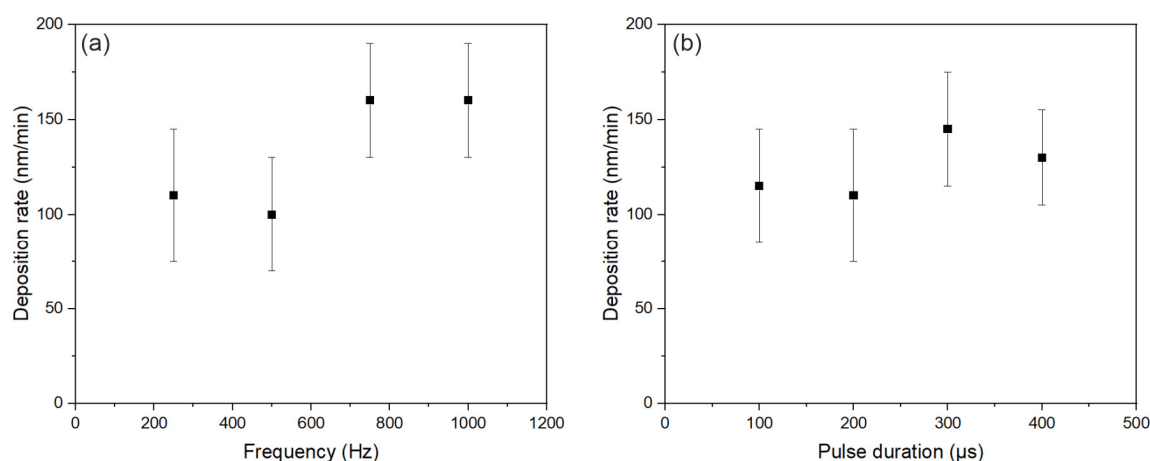 (a)
Deposition rate (nm/min)
200
150
100
50
0
0 200 400 600 800 1000 1200
Frequency (Hz)
(b)
Deposition rate (nm/min)
200
150
100
50
0
0 100 200 300 400 500
Pulse duration (µs)